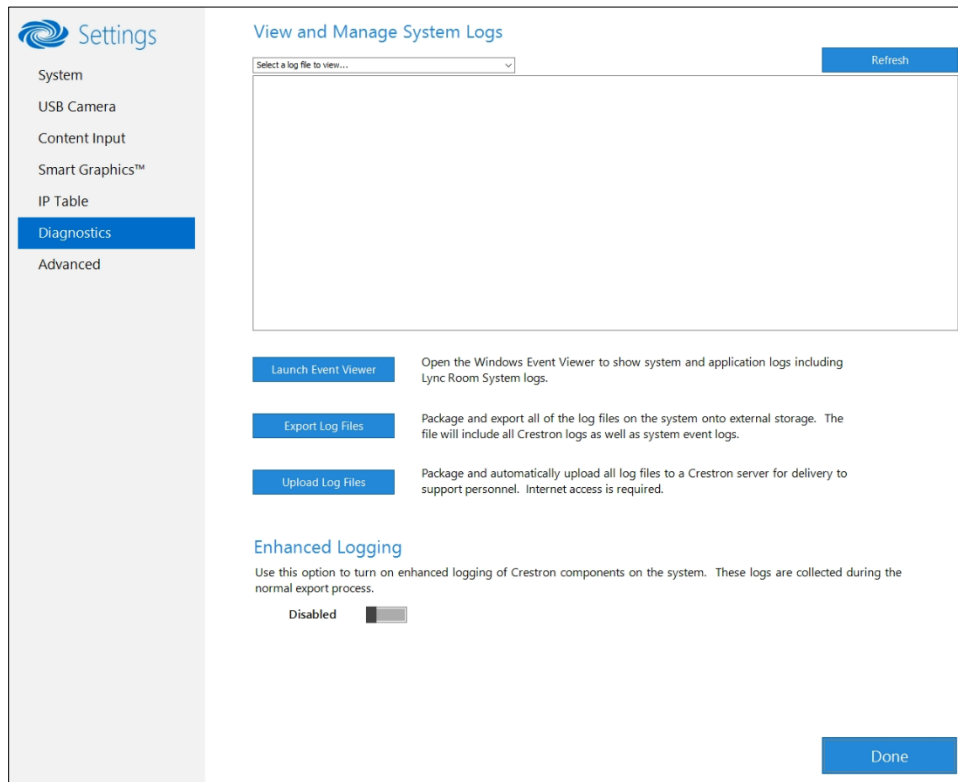 Settings
System
USB Camera
Content Input
Smart Graphics™
IP Table
Diagnostics
Advanced
View and Manage System Logs
Select a log file to view...
Refresh
Launch Event Viewer
Open the Windows Event Viewer to show system and application logs including
Lync Room System logs.
Export Log Files
Package and export all of the log files on the system onto external storage. The
file will include all Crestron logs as well as system event logs.
Upload Log Files
Package and automatically upload all log files to a Crestron server for delivery to
support personnel. Internet access is required.
Enhanced Logging
Use this option to turn on enhanced logging of Crestron components on the system. These logs are collected during the
normal export process.
Disabled
Done